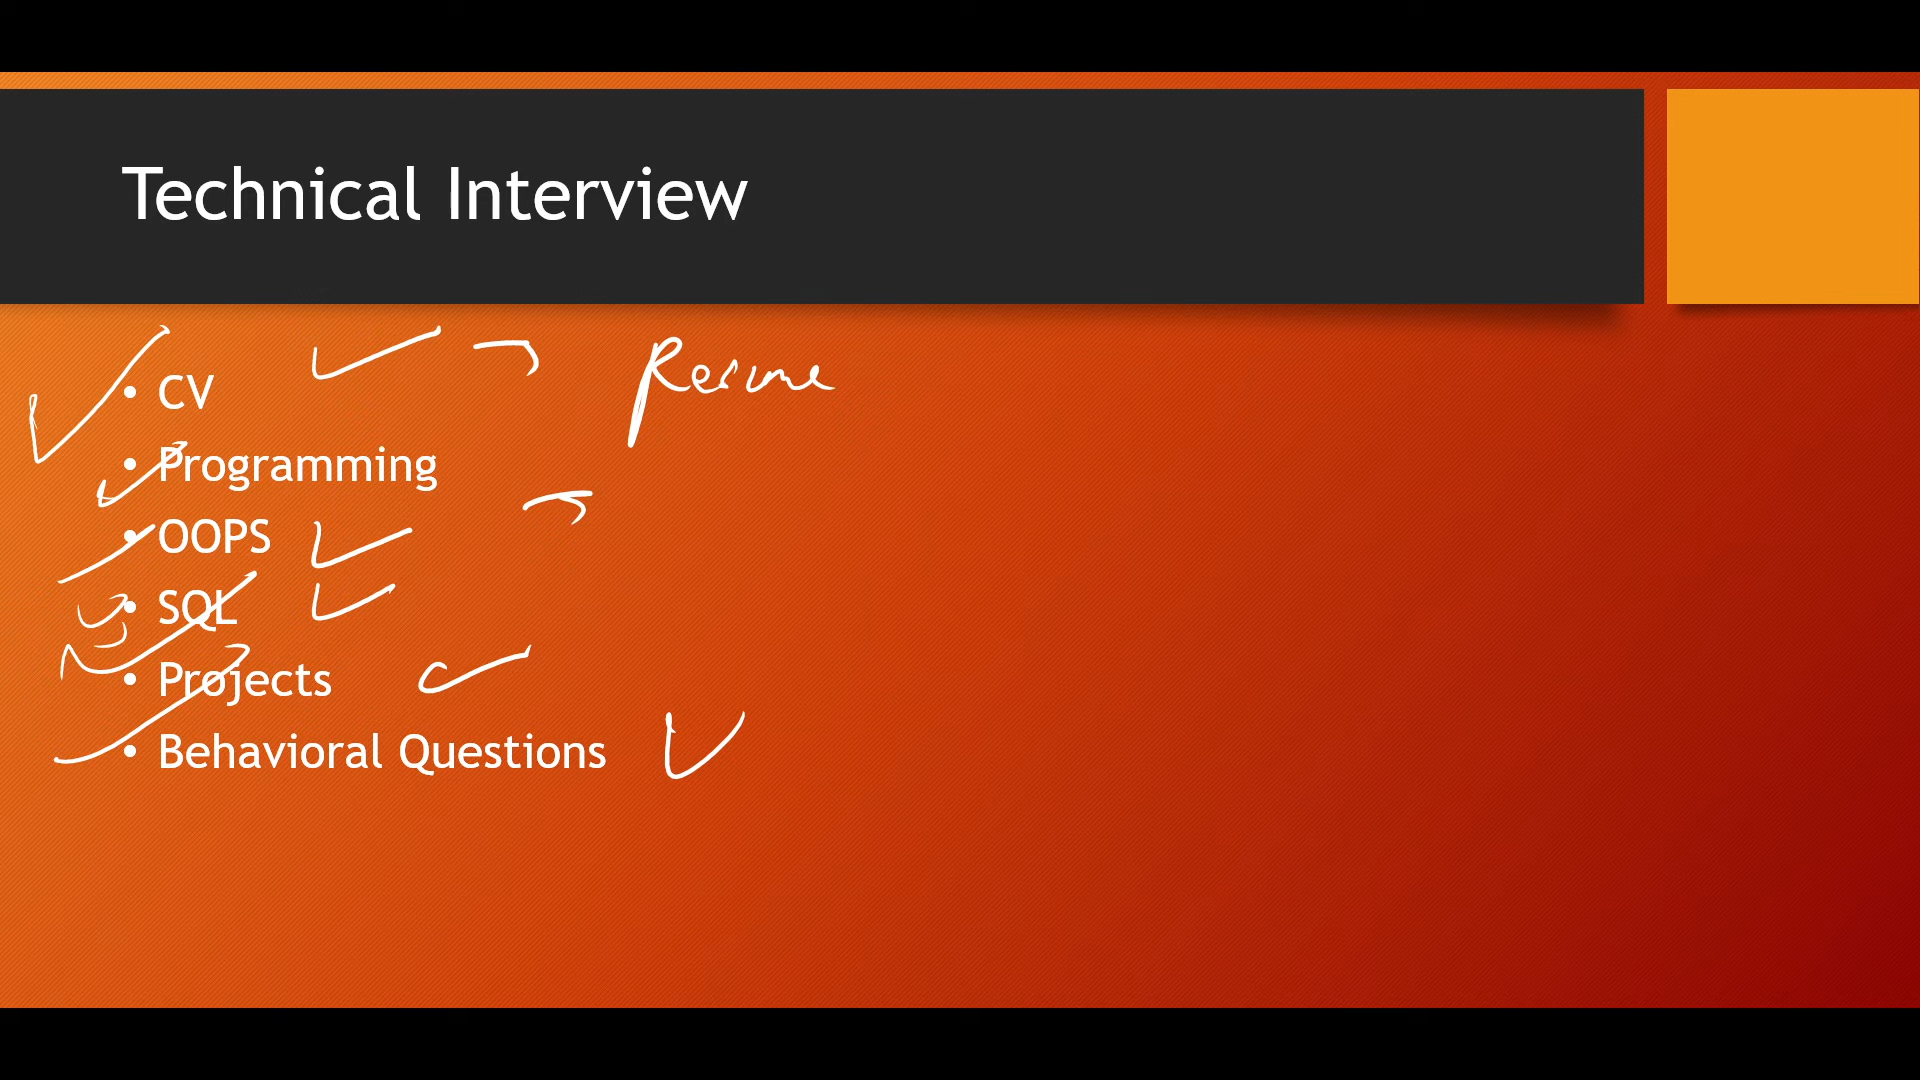 Technical Interview
• CV Resume
• Programming
• OOPS
• SQL
• Projects
• Behavioral Questions